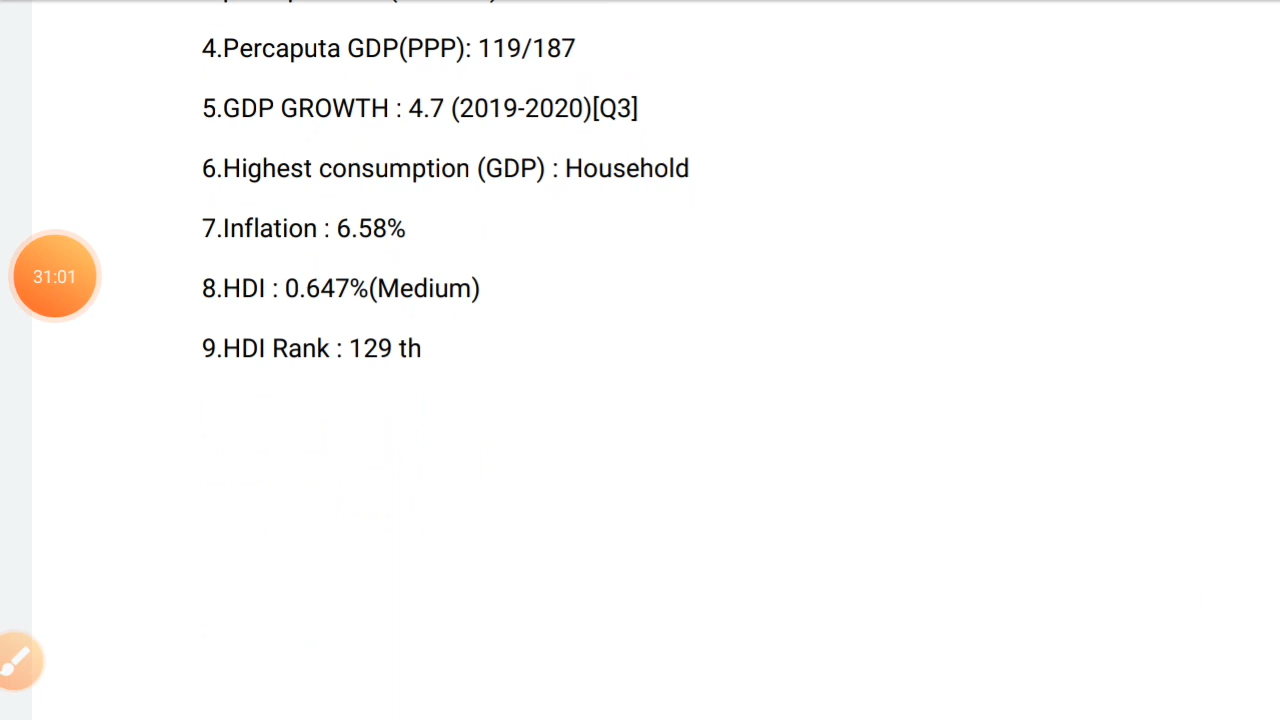 4.Percaputa GDP(PPP): 119/187
5.GDP GROWTH : 4.7 (2019-2020)[Q3]
6.Highest consumption (GDP) : Household
7.Inflation : 6.58%
31:01
8.HDI : 0.647%(Medium)
9.HDI Rank : 129 th